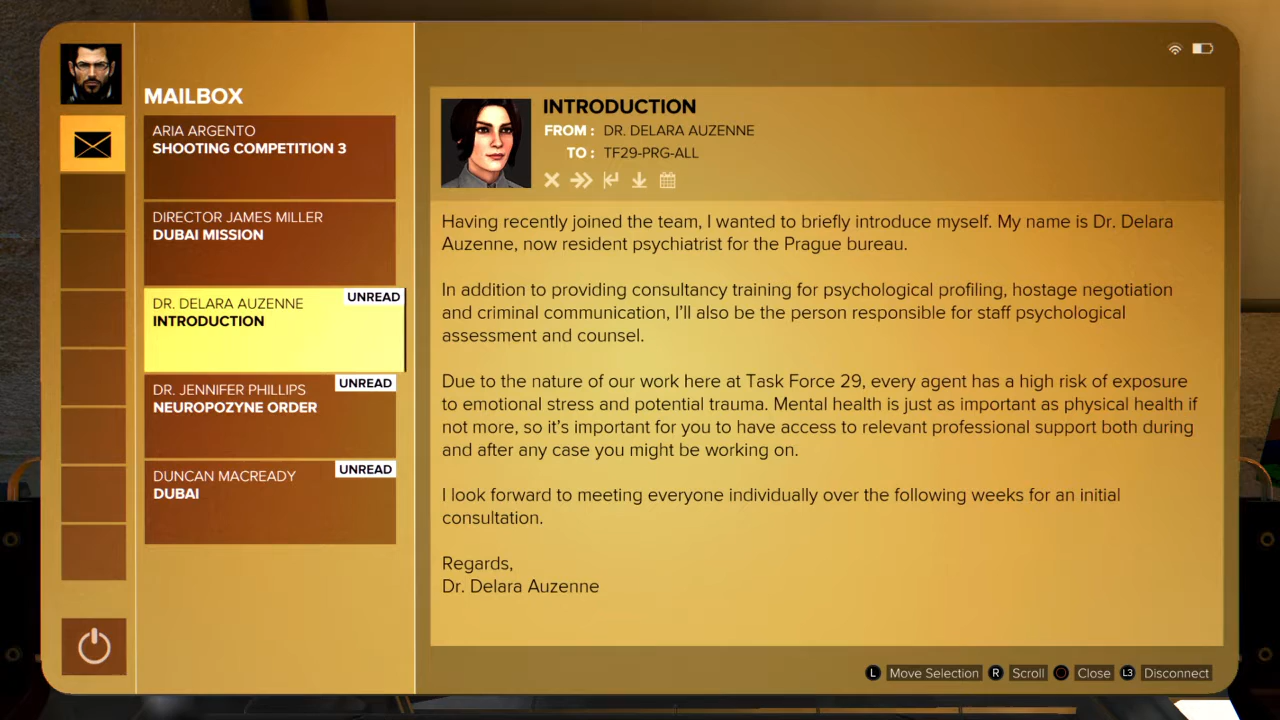 MAILBOX
ARIA ARGENTO
SHOOTING COMPETITION 3
DIRECTOR JAMES MILLER
DUBAI MISSION
UNREAD
DR. DELARA AUZENNE
INTRODUCTION
UNREAD
DR. JENNIFER PHILLIPS
NEUROPOZYNE ORDER
UNREAD
DUNCAN MACREADY
DUBAI
INTRODUCTION
FROM : DR. DELARA AUZENNE
TO : TF29-PRG-ALL
Having recently joined the team, I wanted to briefly introduce myself. My name is Dr. Delara
Auzenne, now resident psychiatrist for the Prague bureau.
In addition to providing consultancy training for psychological profiling, hostage negotiation
and criminal communication, I'll also be the person responsible for staff psychological
assessment and counsel.
Due to the nature of our work here at Task Force 29, every agent has a high risk of exposure
to emotional stress and potential trauma. Mental health is just as important as physical health if
not more, so it's important for you to have access to relevant professional support both during
and after any case you might be working on.
I look forward to meeting everyone individually over the following weeks for an initial
consultation.
Regards,
Dr. Delara Auzenne
L Move Selection R Scroll Close L3 Disconnect